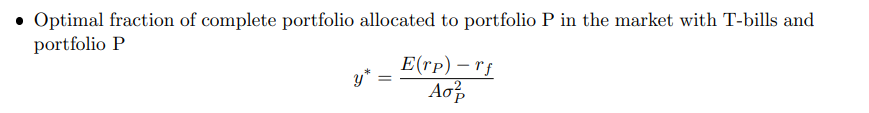 • Optimal fraction of complete portfolio allocated to portfolio P in the market with T-bills and
portfolio P
y* = \frac{E(r_P) - r_f}{Aσ_P^2}